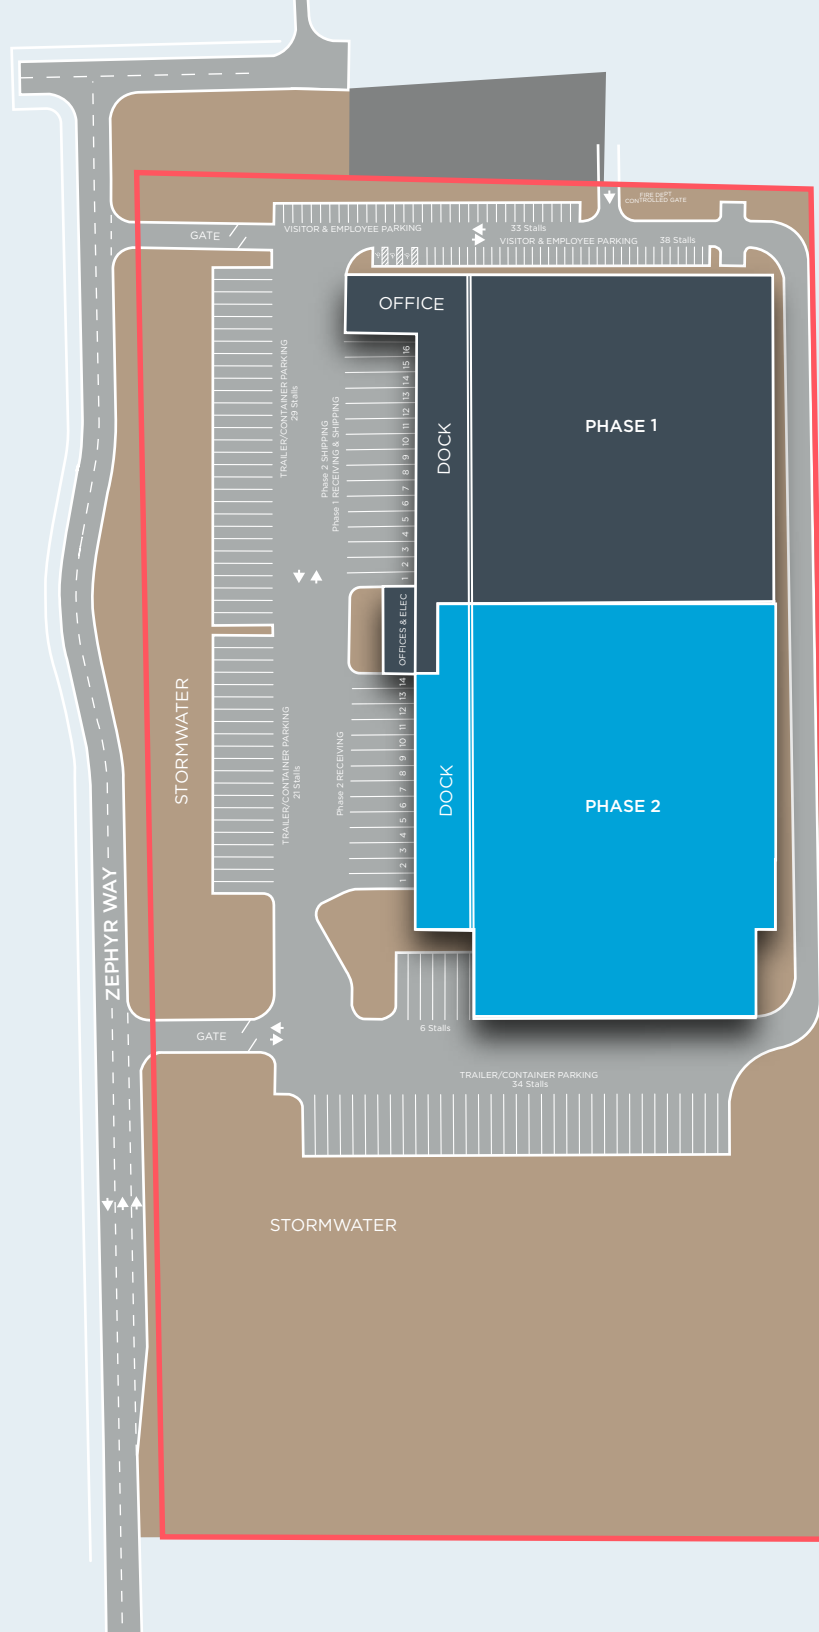 FIRE DEPT
CONTROLLED GATE
GATE
VISITOR & EMPLOYEE PARKING
33 Stalls
VISITOR & EMPLOYEE PARKING
38 Stalls
OFFICE
PHASE 1
DOCK
TRAILER/CONTAINER PARKING
29 Stalls
Phase 2 SHIPPING
Phase 1 RECEIVING & SHIPPING
16
15
14
13
12
11
10
9
8
7
6
5
4
3
2
1
OFFICES & ELEC
STORMWATER
TRAILER/CONTAINER PARKING
21 Stalls
Phase 2 RECEIVING
14
13
12
11
10
9
8
7
6
5
4
3
2
1
DOCK
PHASE 2
ZEPHYR WAY
GATE
6 Stalls
TRAILER/CONTAINER PARKING
34 Stalls
STORMWATER